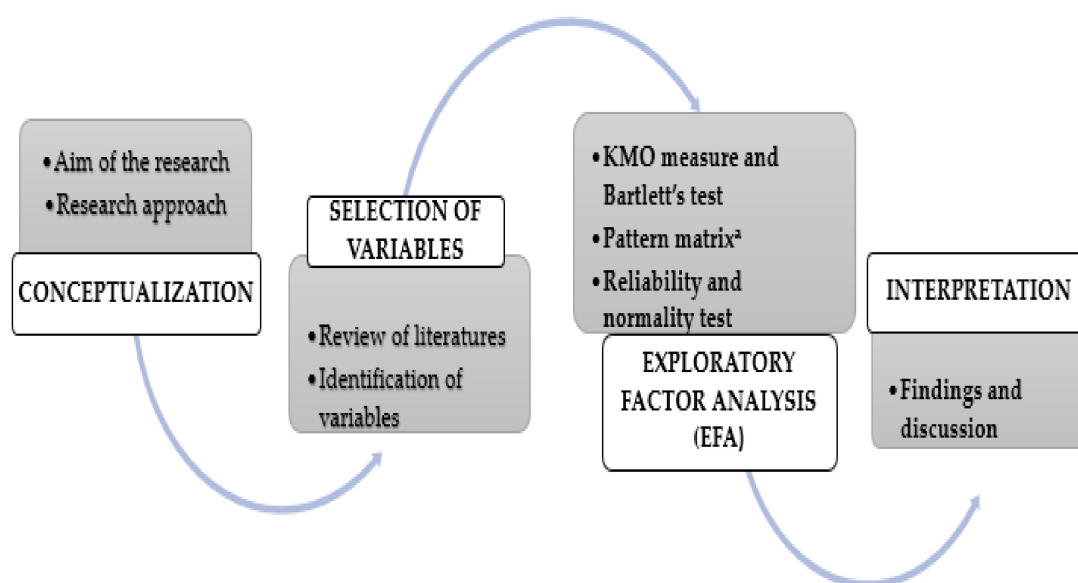 •Aim of the research
•Research approach
CONCEPTUALIZATION
SELECTION OF
VARIABLES
•Review of literatures
•Identification of
variables
•KMO measure and
Bartlett’s test
•Pattern matrixᵃ
•Reliability and
normality test
EXPLORATORY
FACTOR ANALYSIS
(EFA)
INTERPRETATION
•Findings and
discussion